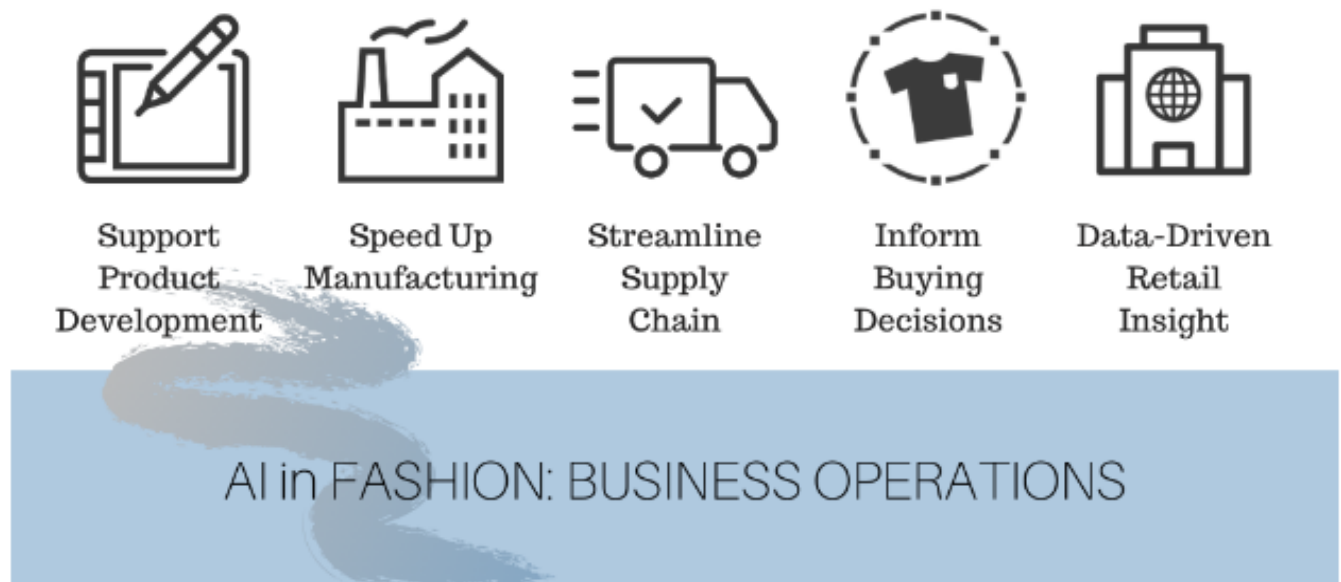 Support
Product
Development
Speed Up
Manufacturing
Streamline
Supply
Chain
Inform
Buying
Decisions
Data-Driven
Retail
Insight
AI in FASHION: BUSINESS OPERATIONS